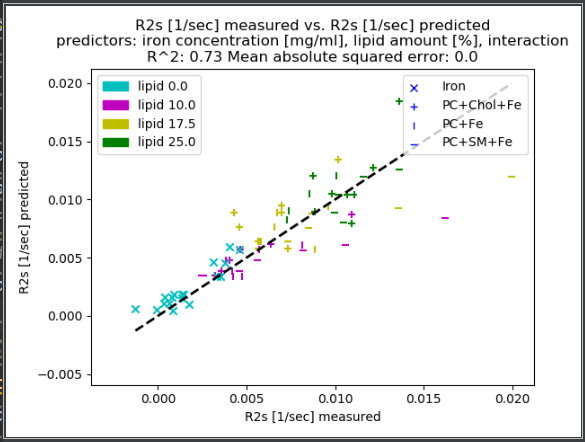 R2s [1/sec] measured vs. R2s [1/sec] predicted
predictors: iron concentration [mg/ml], lipid amount [%], interaction
R^2: 0.73 Mean absolute squared error: 0.0
lipid 0.0
lipid 10.0
lipid 17.5
lipid 25.0
Iron
PC+Chol+Fe
PC+Fe
PC+SM+Fe
R2s [1/sec] predicted
0.020
0.015
0.010
0.005
0.000
−0.005
0.000
0.005
0.010
0.015
0.020
R2s [1/sec] measured